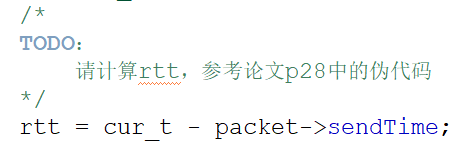 /*
TODO:
请计算rtt，参考论文p28中的伪代码
*/
rtt = cur_t - packet->sendTime;